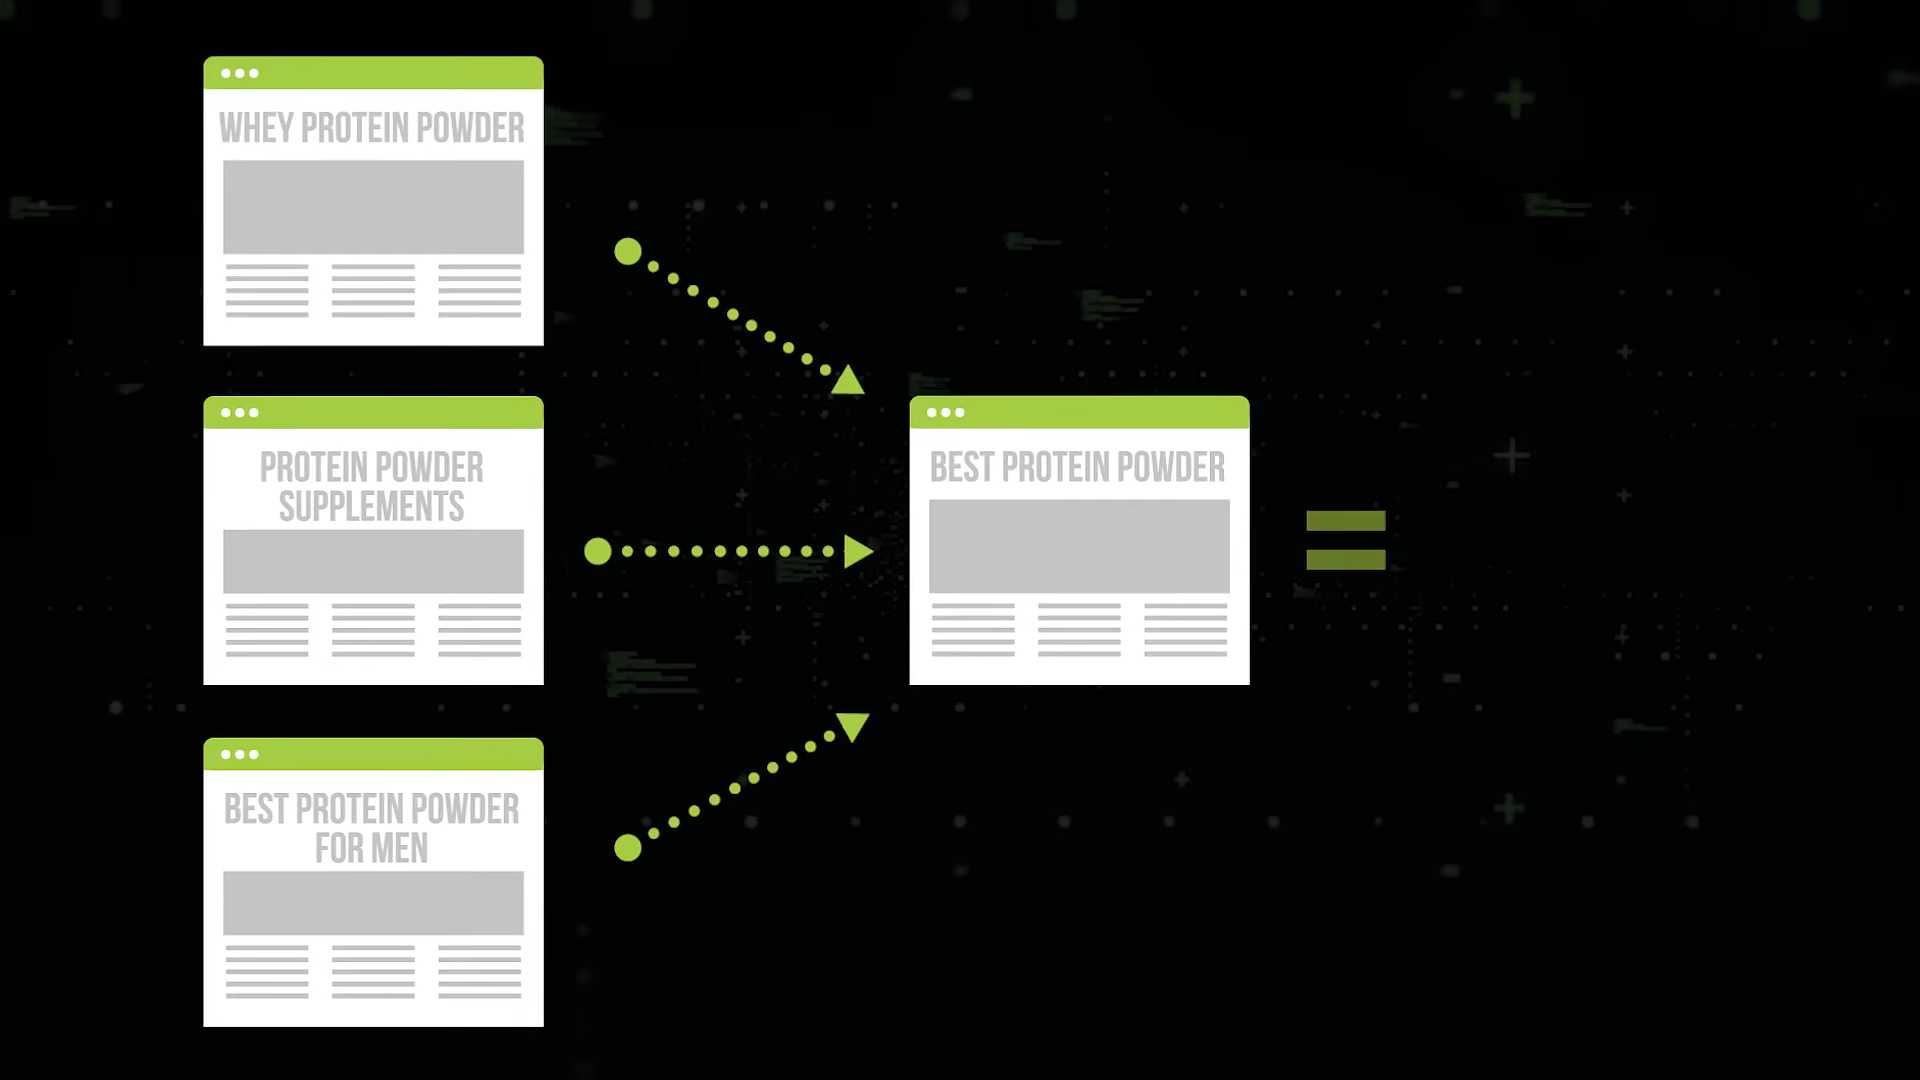 WHEY PROTEIN POWDER
PROTEIN POWDER
SUPPLEMENTS
BEST PROTEIN POWDER
FOR MEN
BEST PROTEIN POWDER